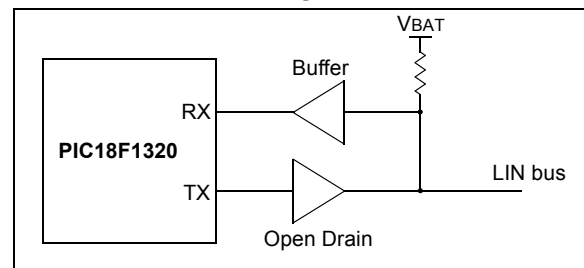 VBAT
Buffer
RX
PIC18F1320
LIN bus
TX
Open Drain